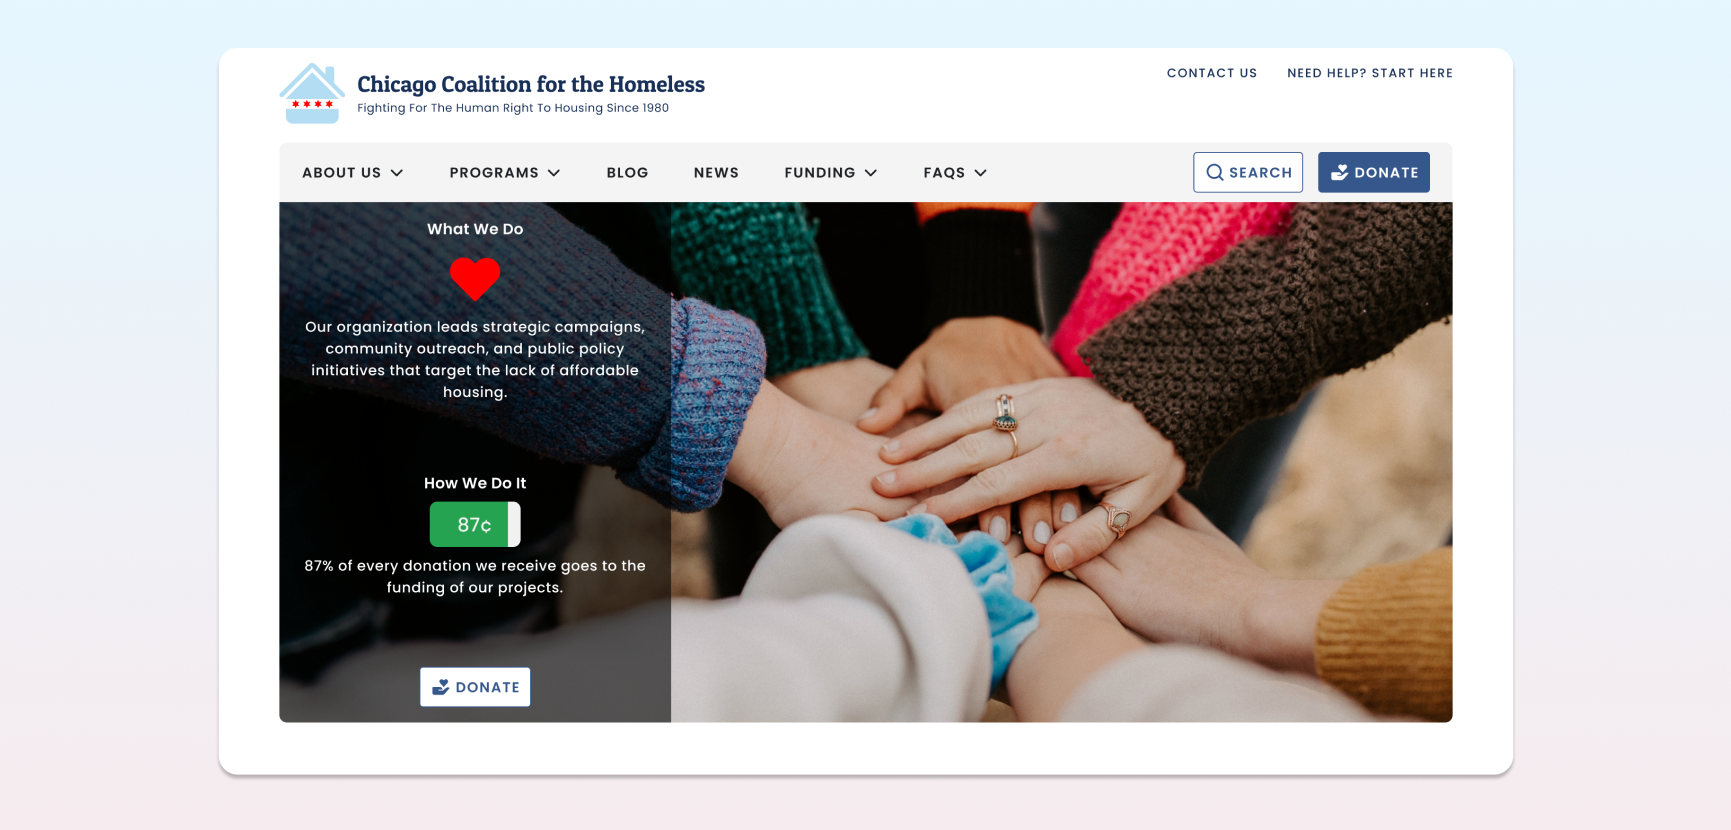 Chicago Coalition for the Homeless
Fighting For The Human Right To Housing Since 1980
CONTACT US
NEED HELP? START HERE
ABOUT US
PROGRAMS
BLOG
NEWS
FUNDING
FAQS
SEARCH
DONATE
What We Do
Our organization leads strategic campaigns,
community outreach, and public policy
initiatives that target the lack of affordable
housing.
How We Do It
87¢
87% of every donation we receive goes to the
funding of our projects.
DONATE